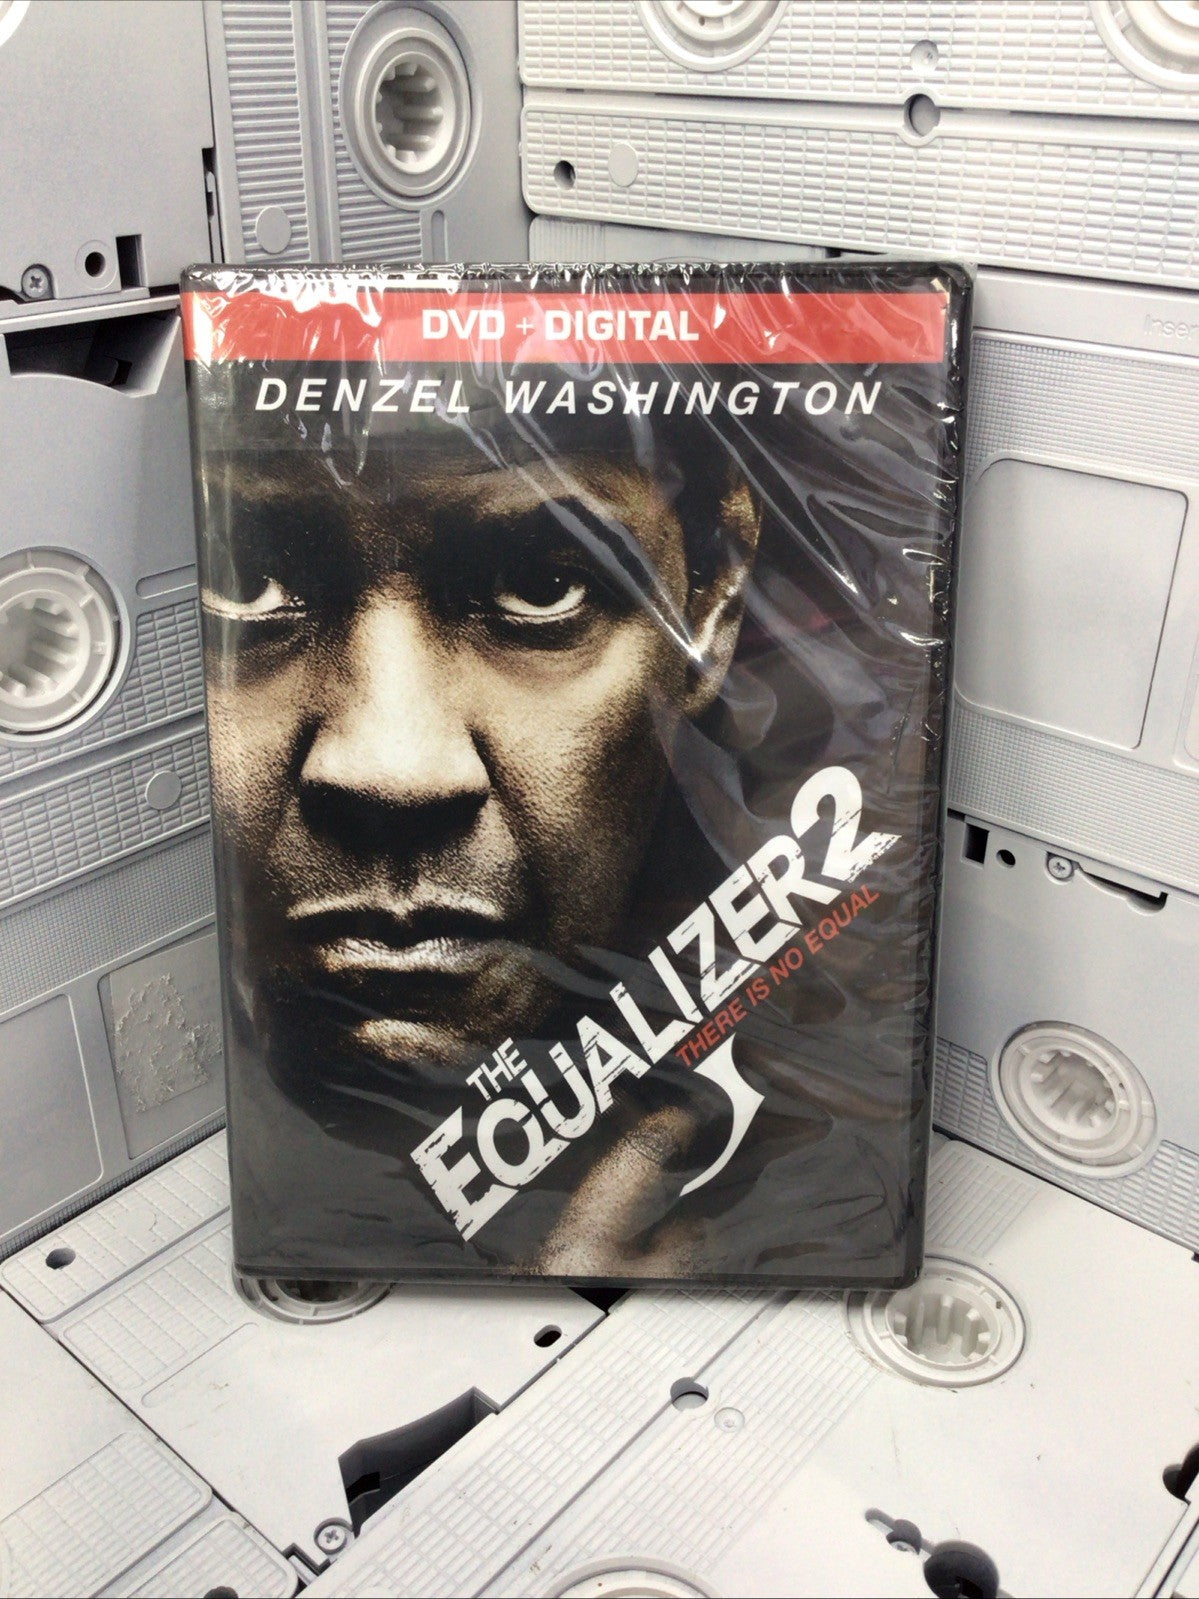 DVD + DIGITAL
DENZEL WASHINGTON
THE
EQUALIZER 2
THERE IS NO EQUAL